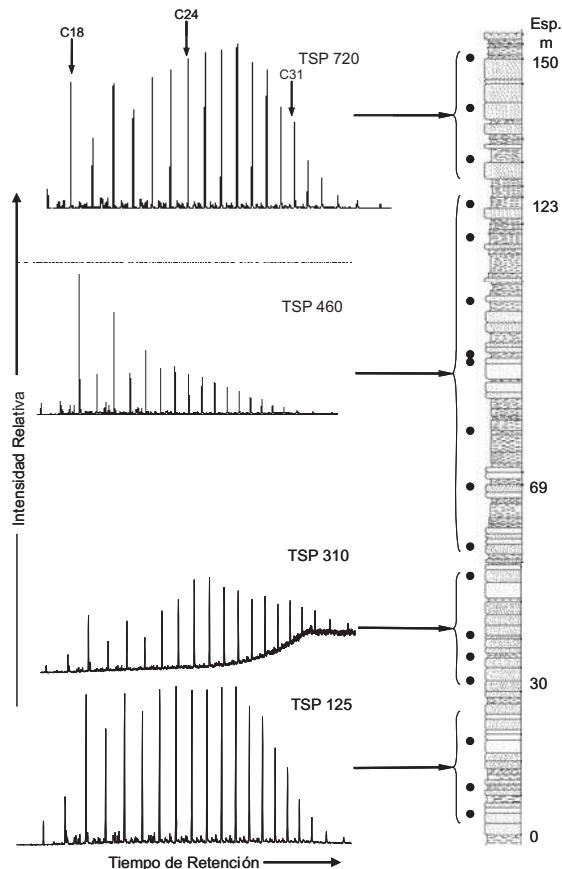 C18
C24
TSP 720
C31
Esp.
m
150
123
TSP 460
Intensidad Relativa
69
TSP 310
30
TSP 125
0
Tiempo de Retención